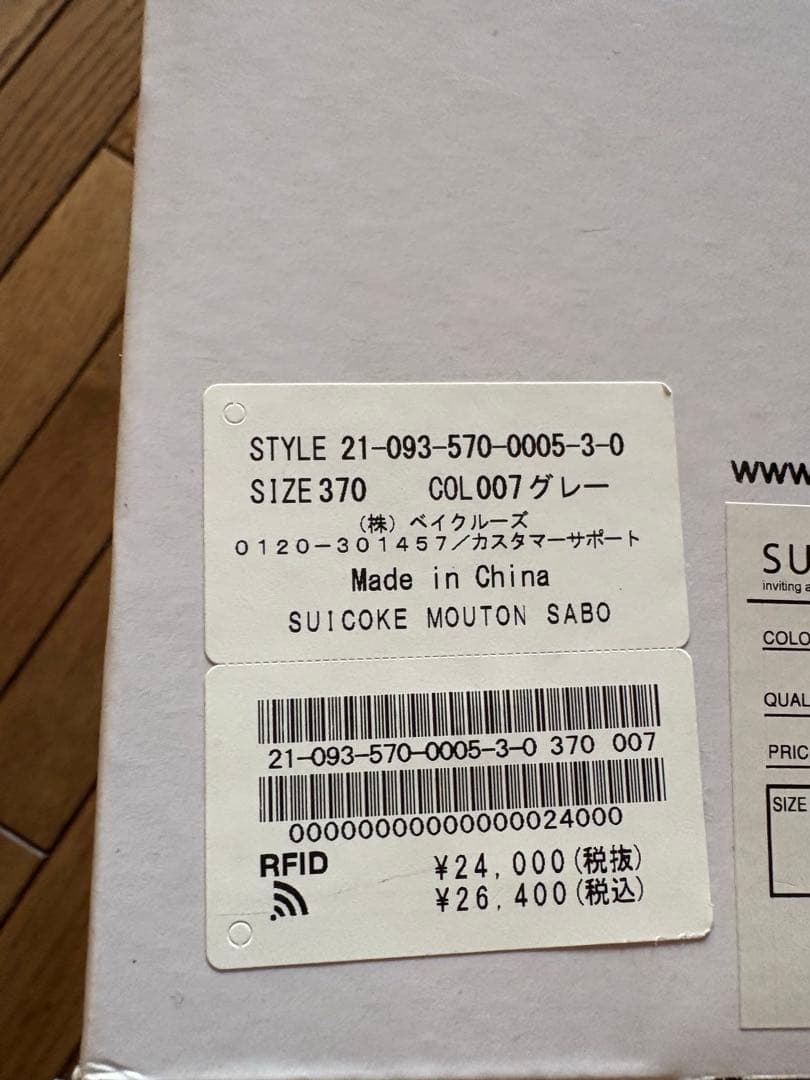 STYLE 21-093-570-0005-3-0
SIZE 370 COL 007 グレー
(株) ベイクルーズ
0120-301457/カスタマーサポート
Made in China
SUICOKE MOUTON SABO
21-093-570-0005-3-0 370 007
00000000000000024000
RFID
¥24,000(税抜)
¥26,400(税込)
www.
SU
inviting a
COLO
QUAL
PRIC
SIZE